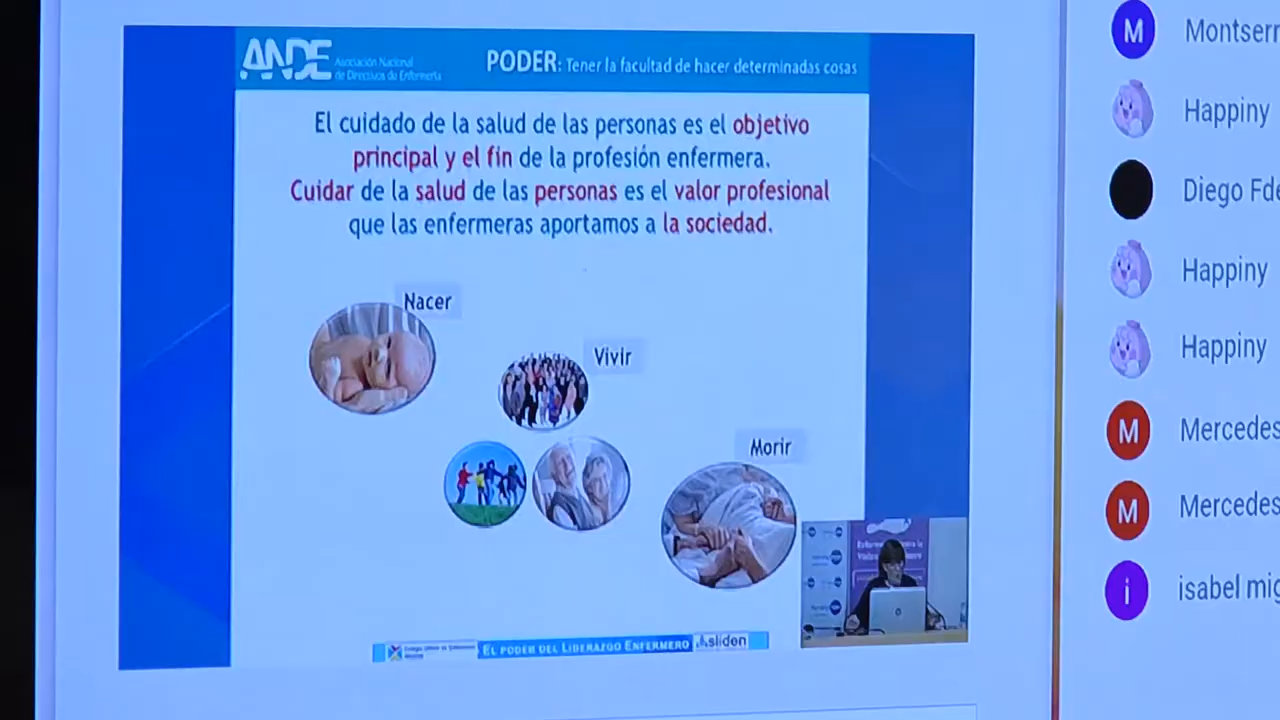 ANDE
Asociación Nacional
de Directivos de Enfermería
PODER: Tener la facultad de hacer determinadas cosas
El cuidado de la salud de las personas es el objetivo
principal y el fin de la profesión enfermera.
Cuidar de la salud de las personas es el valor profesional
que las enfermeras aportamos a la sociedad.
Nacer
Vivir
Morir
EL PODER DEL LIDERAZGO ENFERMERO
M
Montserr
Happiny
Diego Fde
Happiny
Happiny
M
Mercedes
M
Mercedes
i
isabel mig